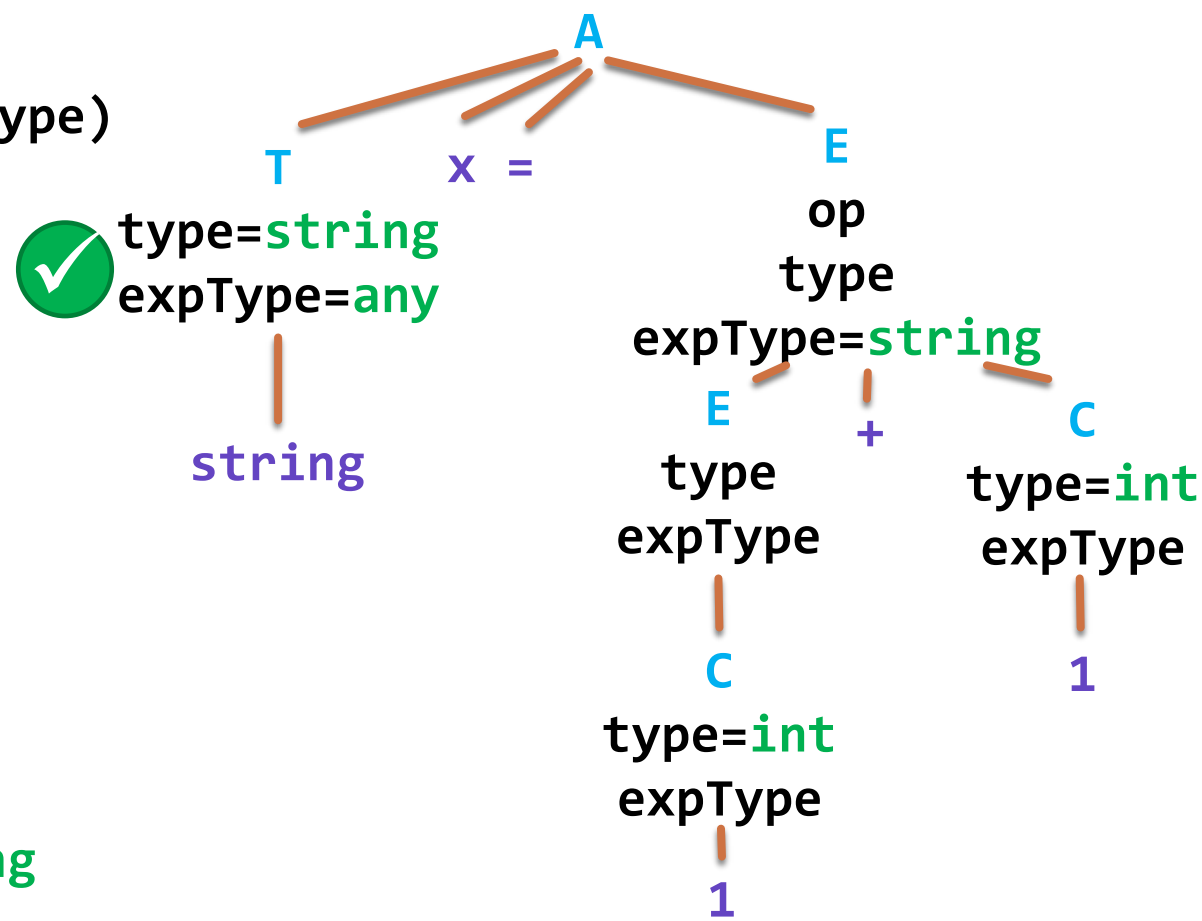 A
ype)
T x = E
type=string
expType=any
op
type
expType=string
string
E + C
type
expType
type=int
expType
C
type=int
expType
1
1
ng